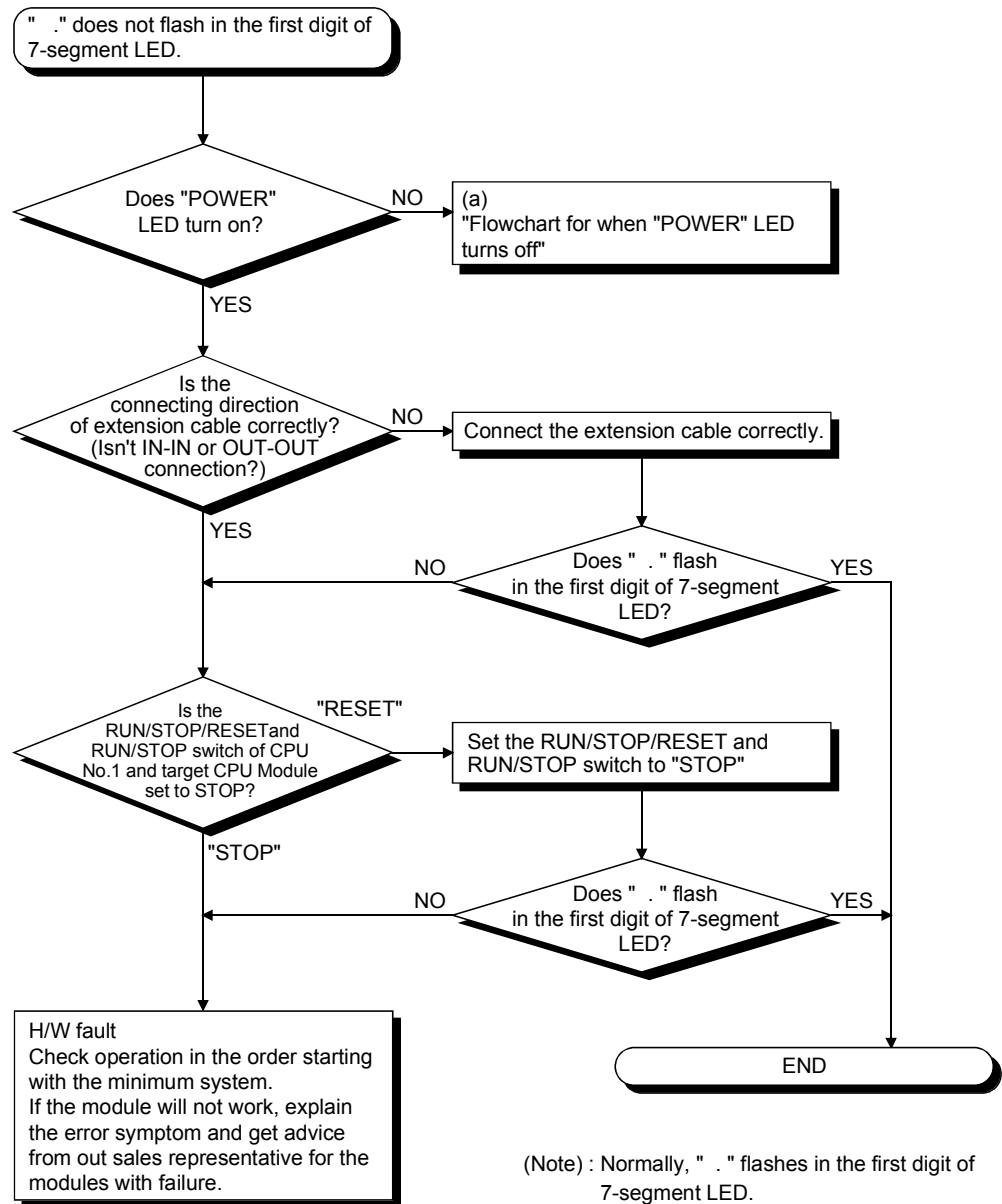 "   ." does not flash in the first digit of
7-segment LED.
Does "POWER"
LED turn on?
NO
(a)
"Flowchart for when "POWER" LED
turns off"
YES
Is the
connecting direction
of extension cable correctly?
(Isn't IN-IN or OUT-OUT
connection?)
NO
Connect the extension cable correctly.
YES
NO
Does "  . " flash
in the first digit of 7-segment
LED?
YES
Is the
RUN/STOP/RESETand
RUN/STOP switch of CPU
No.1 and target CPU Module
set to STOP?
"RESET"
Set the RUN/STOP/RESET and
RUN/STOP switch to "STOP"
"STOP"
NO
Does "  . " flash
in the first digit of 7-segment
LED?
YES
H/W fault
Check operation in the order starting
with the minimum system.
If the module will not work, explain
the error symptom and get advice
from out sales representative for the
modules with failure.
END
(Note) : Normally, "  . " flashes in the first digit of
7-segment LED.